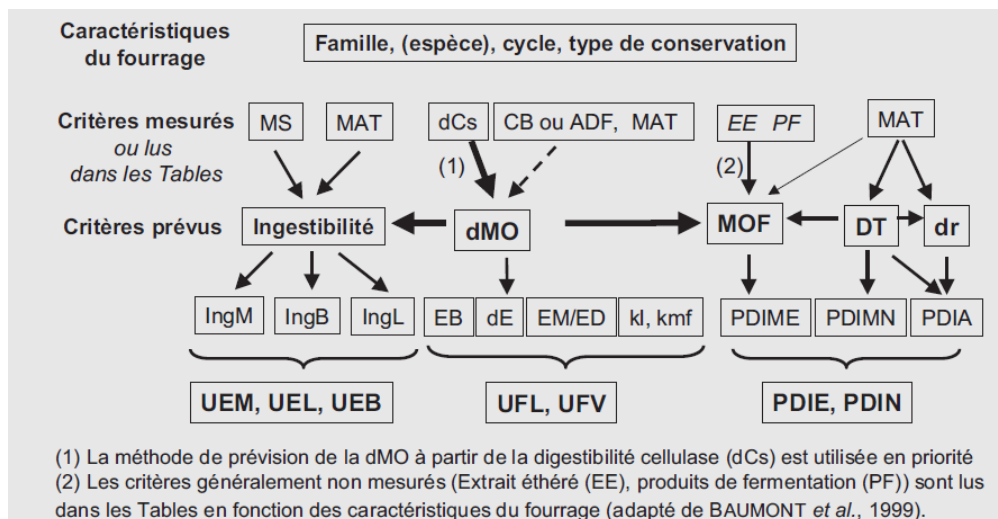 Caractéristiques
du fourrage
Famille, (espèce), cycle, type de conservation
Critères mesurés
ou lus
dans les Tables
MS
MAT
dCs
CB ou ADF, MAT
EE PF
MAT
(1)
(2)
Critères prévus
Ingestibilité
dMO
MOF
DT
dr
IngM
IngB
IngL
EB
dE
EM/ED
kl, kmf
PDIME
PDIMN
PDIA
UEM, UEL, UEB
UFL, UFV
PDIE, PDIN
(1) La méthode de prévision de la dMO à partir de la digestibilité cellulase (dCs) est utilisée en priorité
(2) Les critères généralement non mesurés (Extrait éthéré (EE), produits de fermentation (PF)) sont lus
dans les Tables en fonction des caractéristiques du fourrage (adapté de BAUMONT et al., 1999).